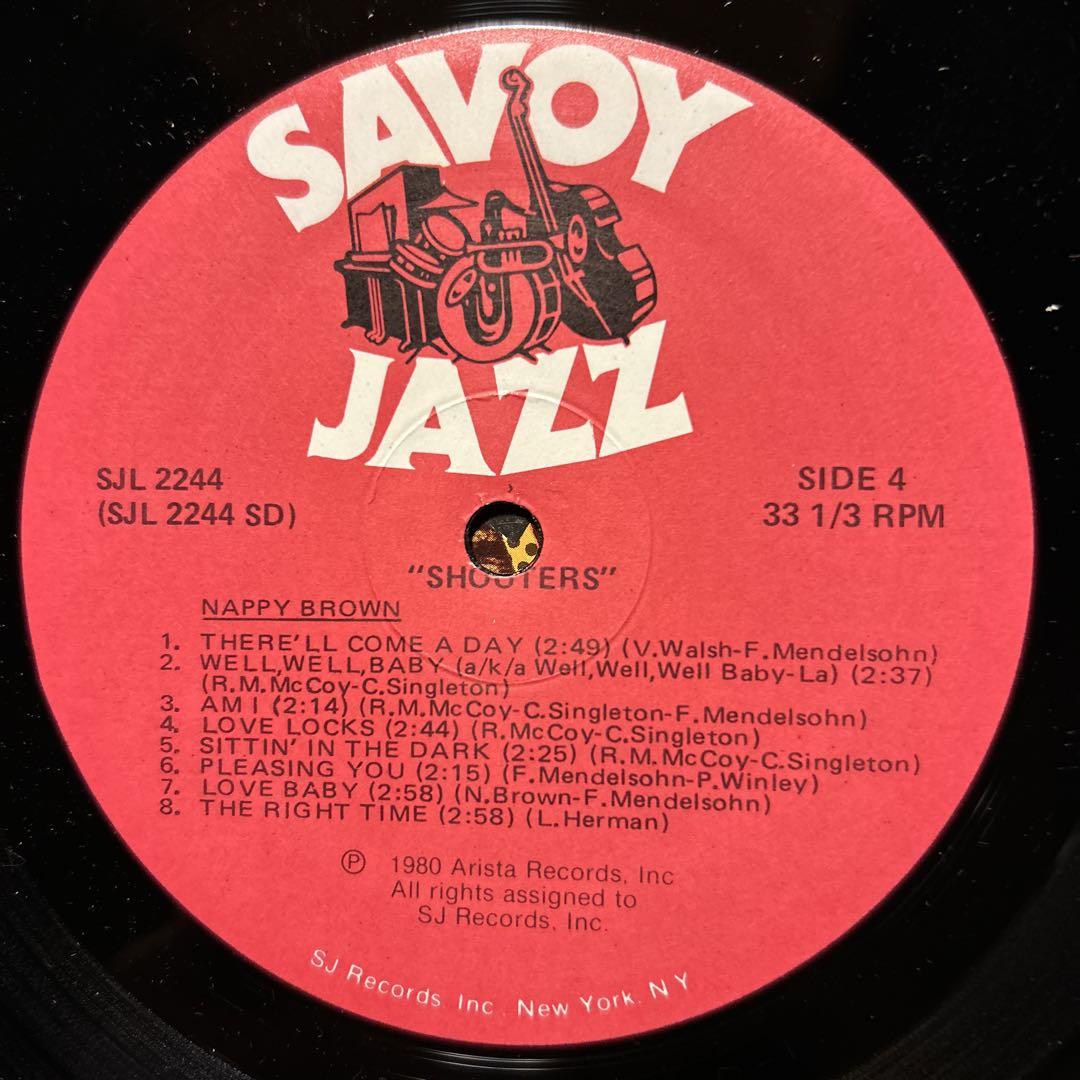 SAVOY
JAZZ
SJL 2244
(SJL 2244 SD)
SIDE 4
33 1/3 RPM
"SHOUTERS"
NAPPY BROWN
1. THERE'LL COME A DAY (2:49) (V.Walsh-F.Mendelsohn)
2. WELL,WELL,BABY (a/k/a Well,Well,Well Baby-La) (2:37)
(R.M.McCoy-C.Singleton)
3. AM I (2:14) (R.M.McCoy-C.Singleton-F.Mendelsohn)
4. LOVE LOCKS (2:44) (R.McCoy-C.Singleton)
5. SITTIN' IN THE DARK (2:25) (R.M.McCoy-C.Singleton)
6. PLEASING YOU (2:15) (F.Mendelsohn-P.Winley)
7. LOVE BABY (2:58) (N.Brown-F.Mendelsohn)
8. THE RIGHT TIME (2:58) (L.Herman)
℗ 1980 Arista Records, Inc
All rights assigned to
SJ Records, Inc.
SJ Records, Inc., New York, N Y